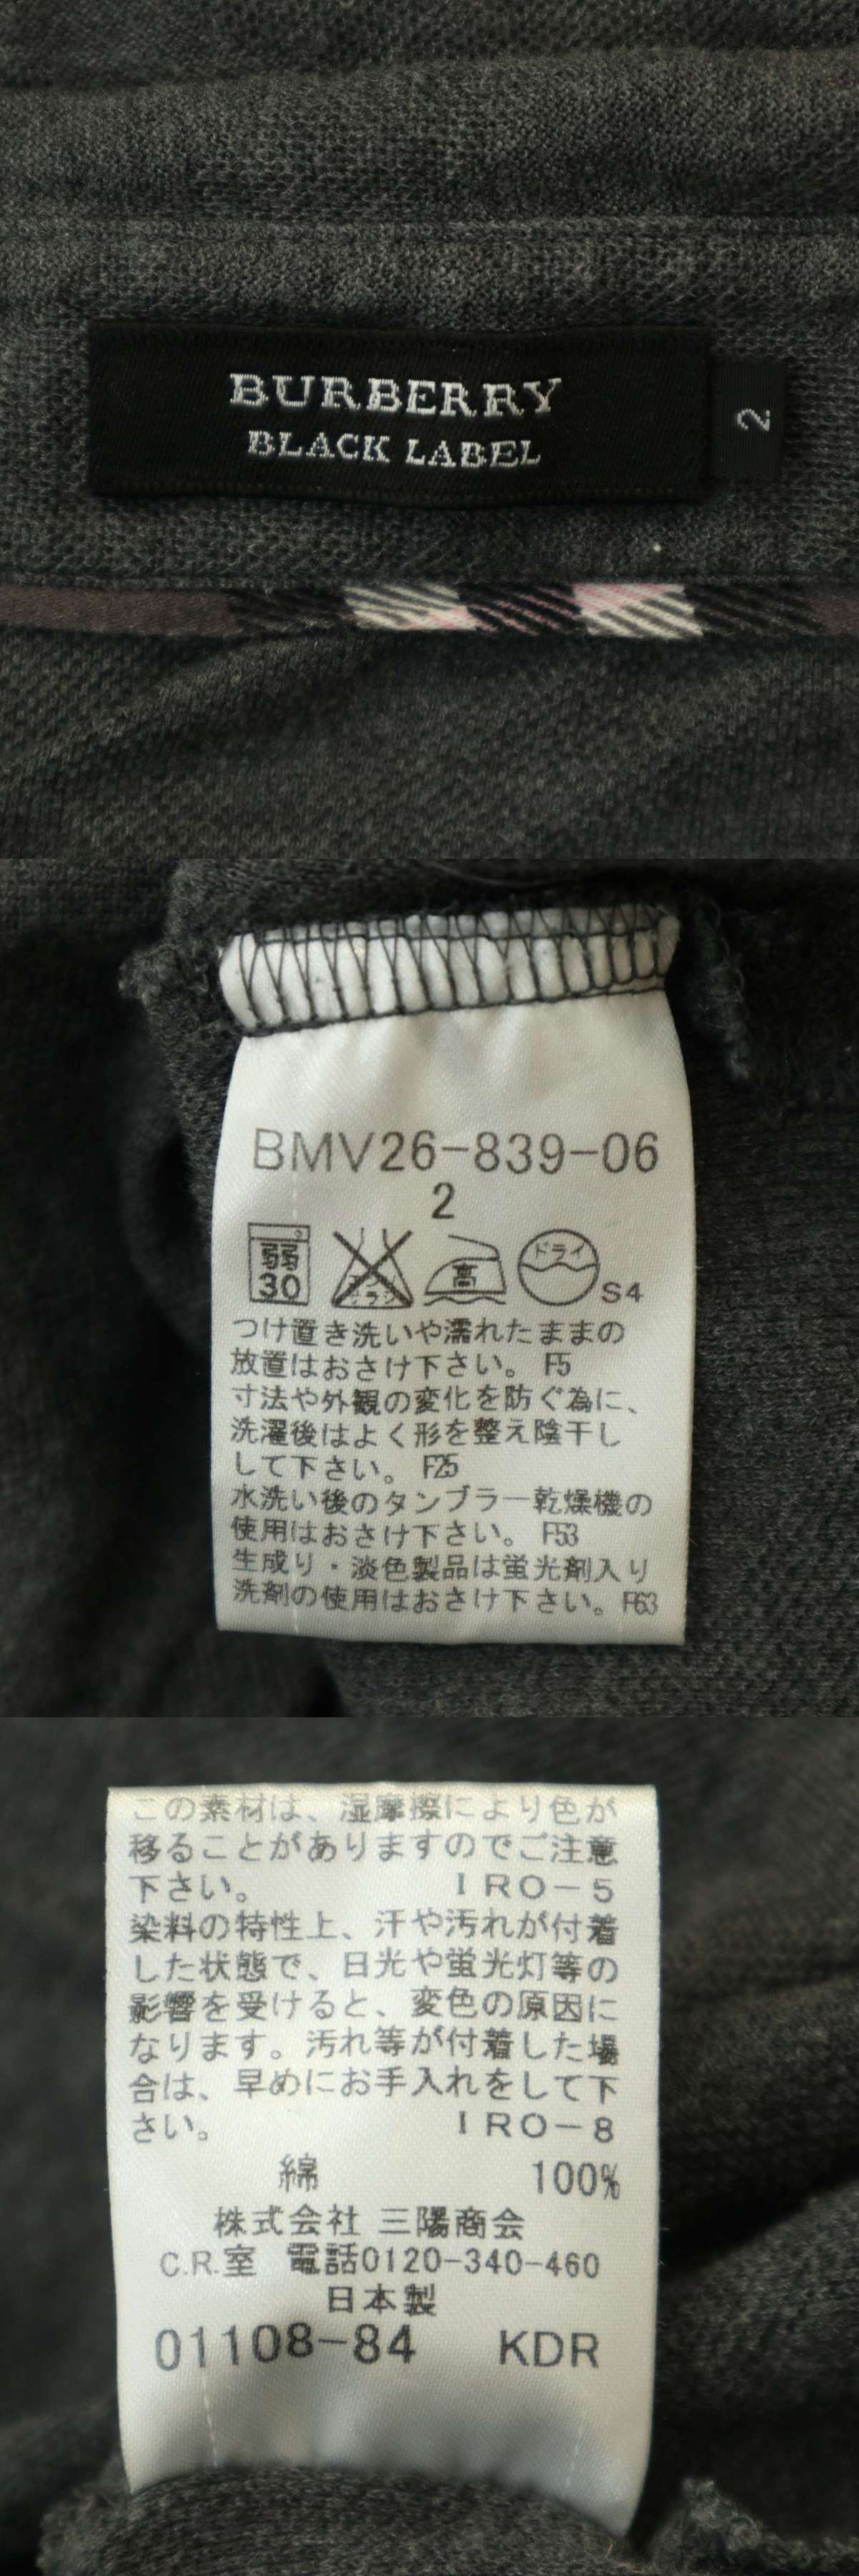 BURBERRY
BLACK LABEL
2
BMV26-839-06
2
弱
30
エンソ
サラシ
高
ドライ
S4
つけ置き洗いや濡れたままの
放置はおさけ下さい。 F5
寸法や外観の変化を防ぐ為に、
洗濯後はよく形を整え陰干し
して下さい。 F25
水洗い後のタンブラー乾燥機の
使用はおさけ下さい。 F53
生成り・淡色製品は蛍光剤入り
洗剤の使用はおさけ下さい。F63
この素材は、湿摩擦により色が
移ることがありますのでご注意
下さい。 IRO-5
染料の特性上、汗や汚れが付着
した状態で、日光や蛍光灯等の
影響を受けると、変色の原因に
なります。汚れ等が付着した場
合は、早めにお手入れをして下
さい。 IRO-8
綿 100%
株式会社 三陽商会
C.R.室 電話0120-340-460
日本製
01108-84 KDR